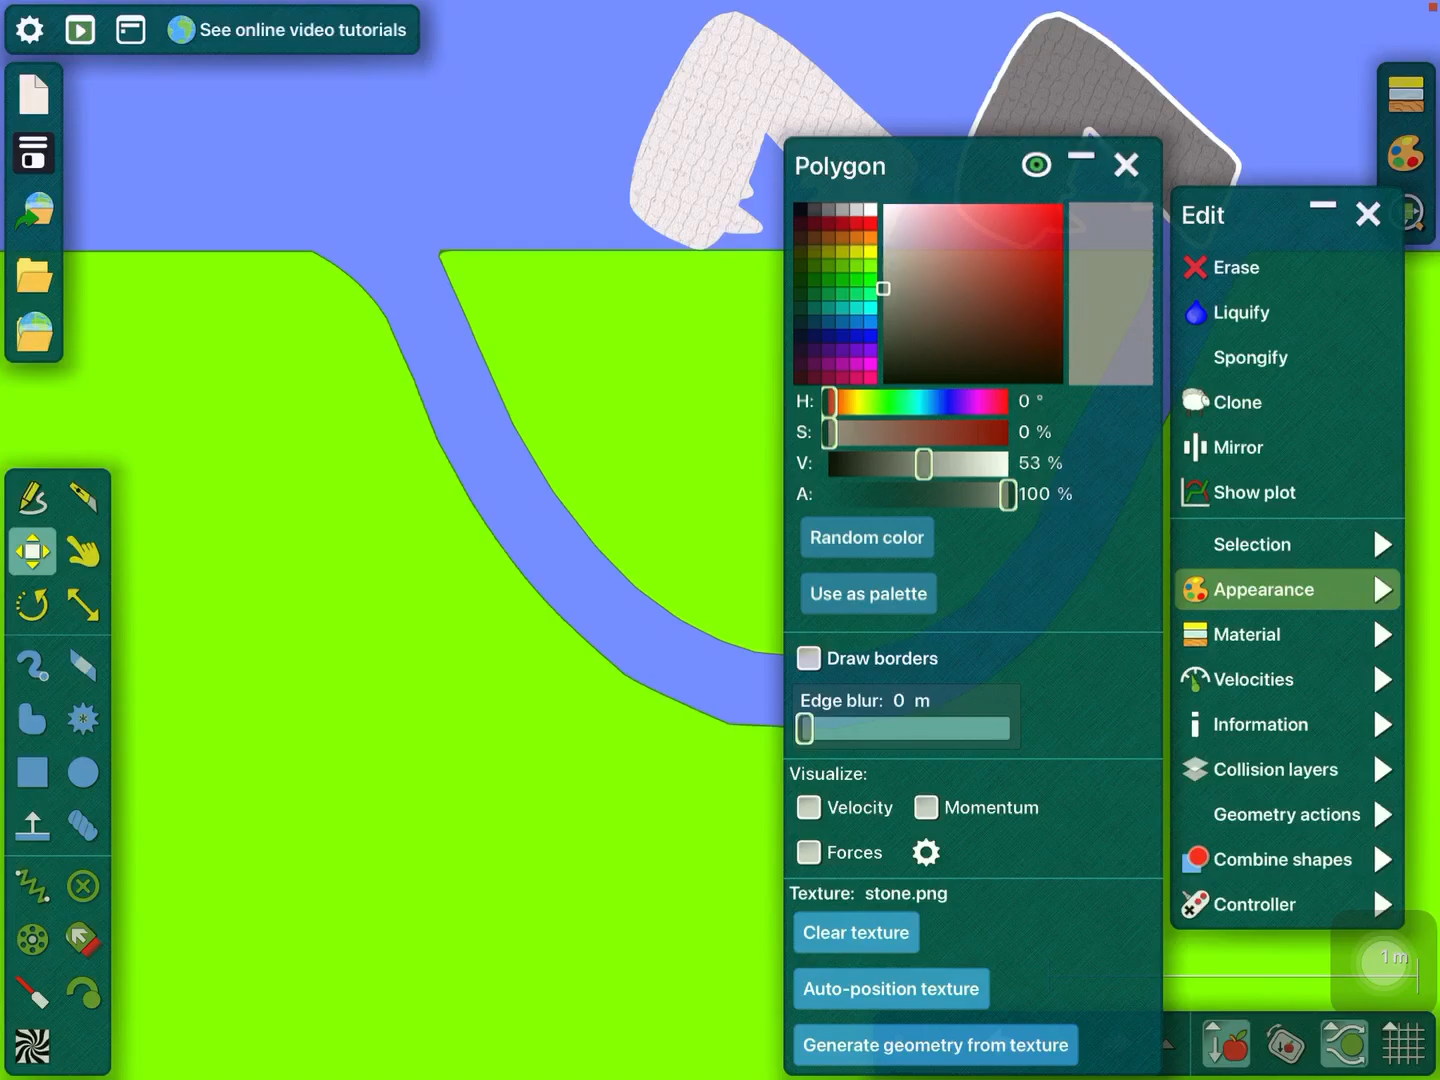 See online video tutorials
Polygon
H:
0 °
S:
0 %
V:
53 %
A:
100 %
Random color
Use as palette
Draw borders
Edge blur: 0 m
Visualize:
Velocity
Momentum
Forces
Texture: stone.png
Clear texture
Auto-position texture
Generate geometry from texture
Edit
Erase
Liquify
Spongify
Clone
Mirror
Show plot
Selection
Appearance
Material
Velocities
Information
Collision layers
Geometry actions
Combine shapes
Controller
1 m